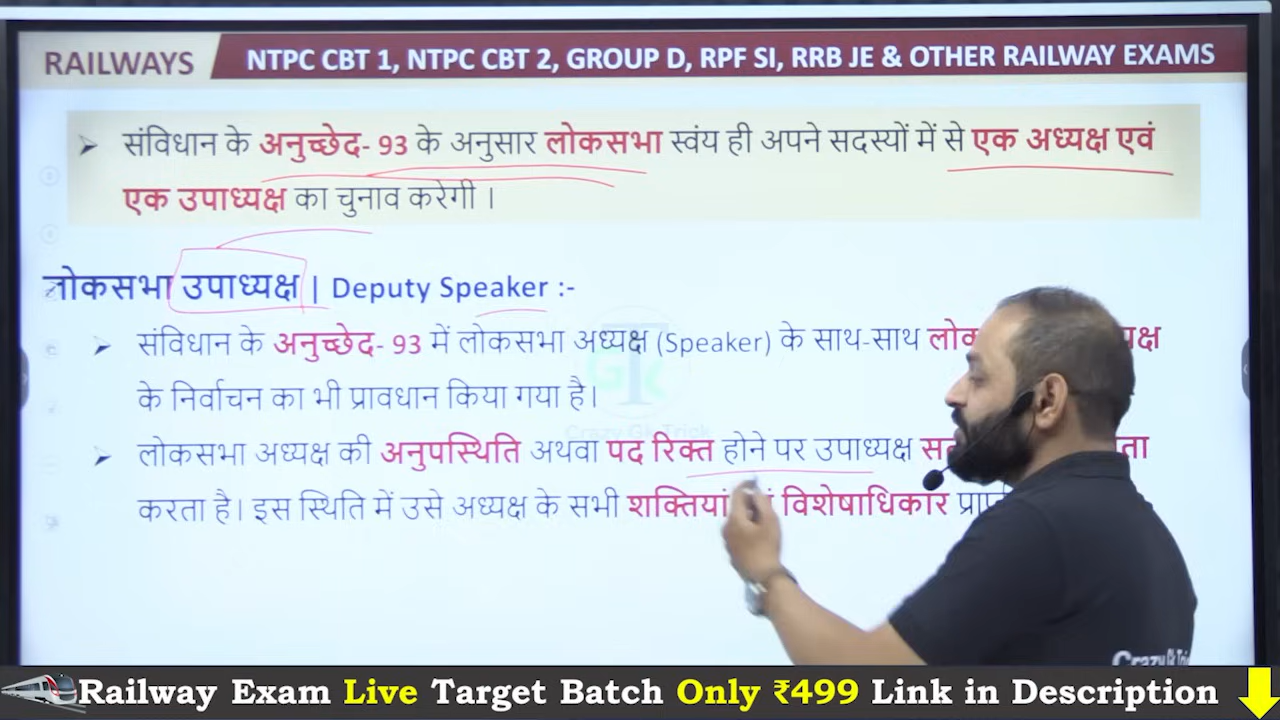 RAILWAYS
NTPC CBT 1, NTPC CBT 2, GROUP D, RPF SI, RRB JE & OTHER RAILWAY EXAMS
➢ संविधान के अनुच्छेद- 93 के अनुसार लोकसभा स्वंय ही अपने सदस्यों में से एक अध्यक्ष एवं
एक उपाध्यक्ष का चुनाव करेगी ।
लोकसभा उपाध्यक्ष | Deputy Speaker :-
➢ संविधान के अनुच्छेद- 93 में लोकसभा अध्यक्ष (Speaker) के साथ-साथ
के निर्वाचन का भी प्रावधान किया गया है।
➢ लोकसभा अध्यक्ष की अनुपस्थिति अथवा पद रिक्त होने पर उपाध्यक्ष
करता है। इस स्थिति में उसे अध्यक्ष के सभी शक्तियां विशेषाधिकार
Crazy Gk Trick
Railway Exam Live Target Batch Only ₹499 Link in Description